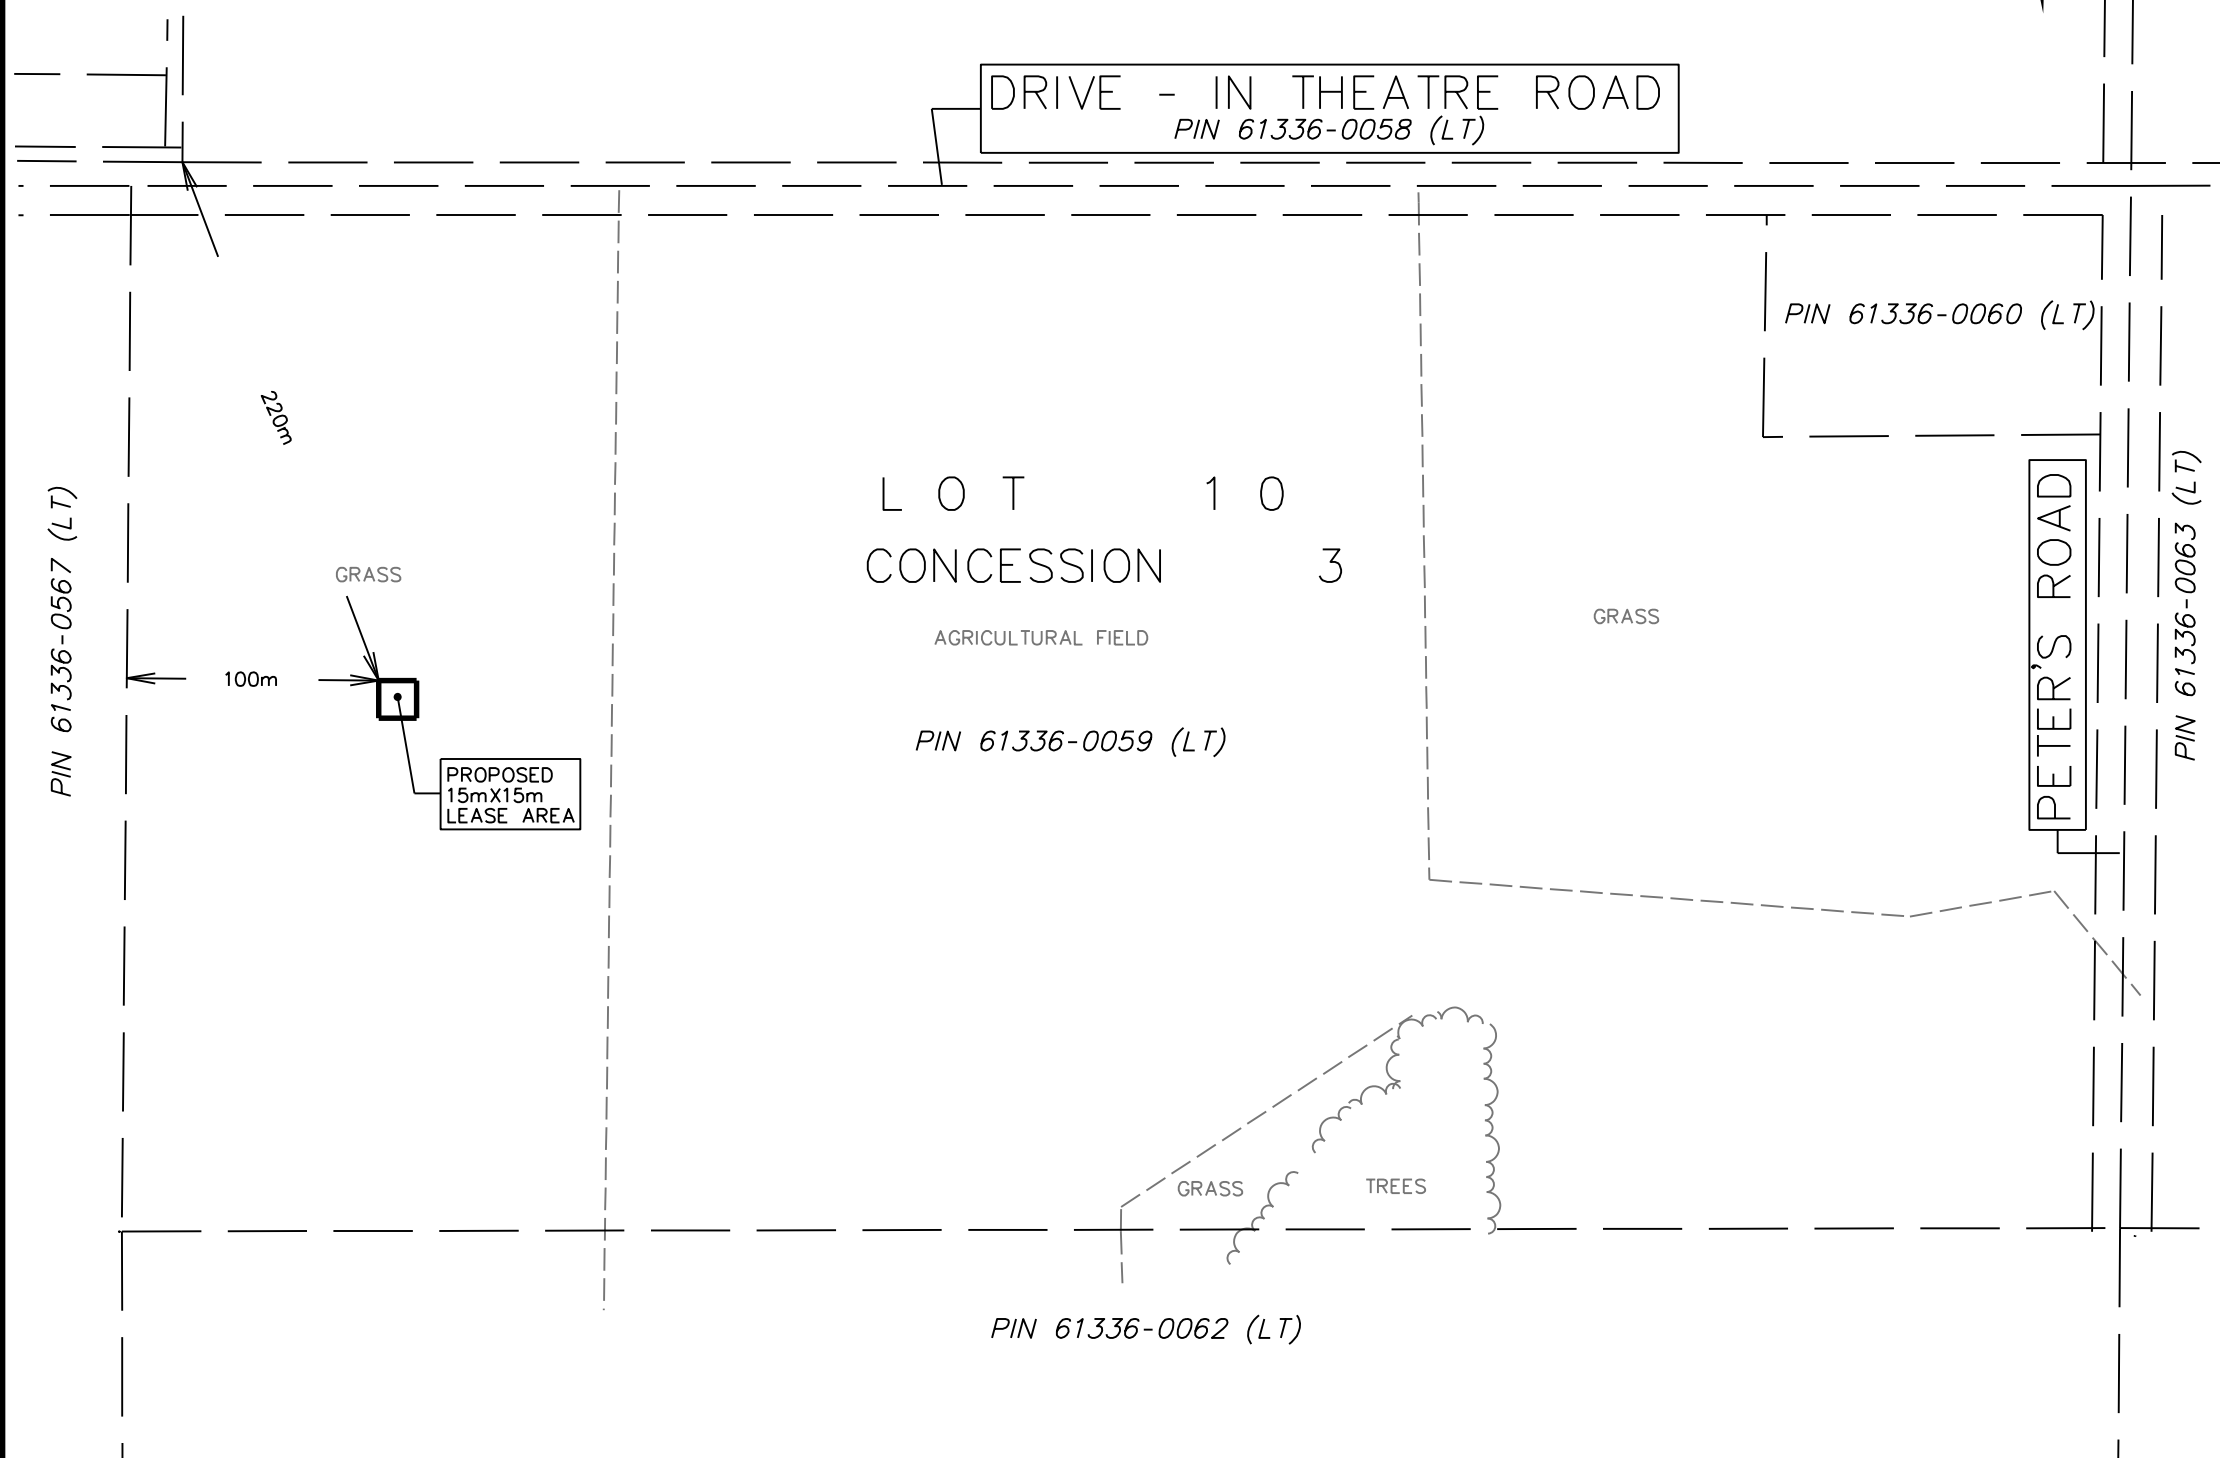 DRIVE - IN THEATRE ROAD
PIN 61336-0058 (LT)
PIN 61336-0060 (LT)
220m
LOT 10
CONCESSION 3
AGRICULTURAL FIELD
PIN 61336-0059 (LT)
GRASS
GRASS
PIN 61336-0567 (LT)
100m
PROPOSED
15mX15m
LEASE AREA
PETER'S ROAD
PIN 61336-0063 (LT)
GRASS
TREES
PIN 61336-0062 (LT)